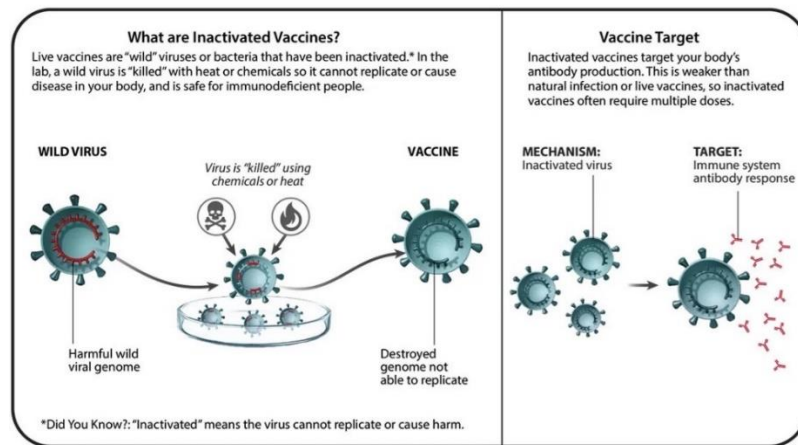 What are Inactivated Vaccines?
Live vaccines are “wild” viruses or bacteria that have been inactivated.* In the
lab, a wild virus is “killed” with heat or chemicals so it cannot replicate or cause
disease in your body, and is safe for immunodeficient people.
WILD VIRUS
Virus is “killed” using
chemicals or heat
VACCINE
Harmful wild
viral genome
Destroyed
genome not
able to replicate
*Did You Know?: “Inactivated” means the virus cannot replicate or cause harm.
Vaccine Target
Inactivated vaccines target your body’s
antibody production. This is weaker than
natural infection or live vaccines, so inactivated
vaccines often require multiple doses.
MECHANISM:
Inactivated virus
TARGET:
Immune system
antibody response